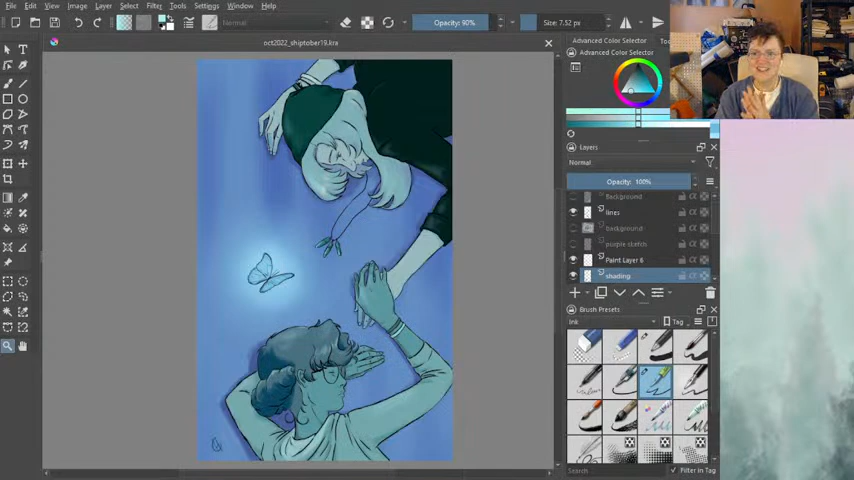 File Edit View Image Layer Select Filter Tools Settings Window Help
Normal
Opacity: 90%
Size: 7.52 px
oct2022_shiptober19.kra
Advanced Color Selector
Advanced Color Selector
Layers
Normal
Opacity: 100%
Background
lines
background
purple sketch
Paint Layer 6
shading
Brush Presets
Ink
Tag
Search
Filter in Tag